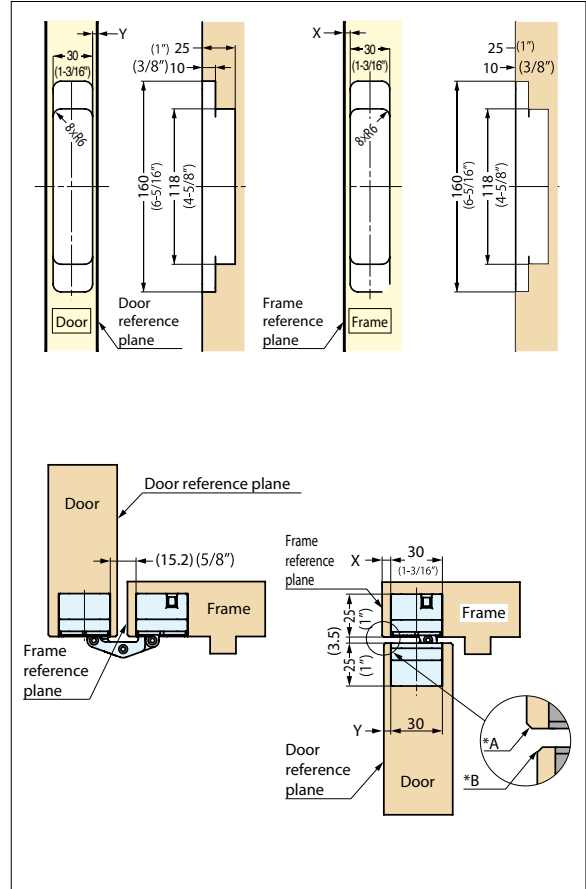 30
(1-3/16")
Y
25
(1")
(3/8")
10
8xR6
160
(6-5/16")
118
(4-5/8")
Door
Door
reference
plane
X
30
(1-3/16")
25
(1")
10
(3/8")
8xR6
160
(6-5/16")
118
(4-5/8")
Frame
reference
plane
Frame
Door
Door reference plane
(15.2) (5/8")
Frame
Frame
reference
plane
Frame
reference
plane
X
30
(1-3/16")
Frame
25
(1")
(3.5)
25
(1")
Y
30
Door
reference
plane
Door
*A
*B